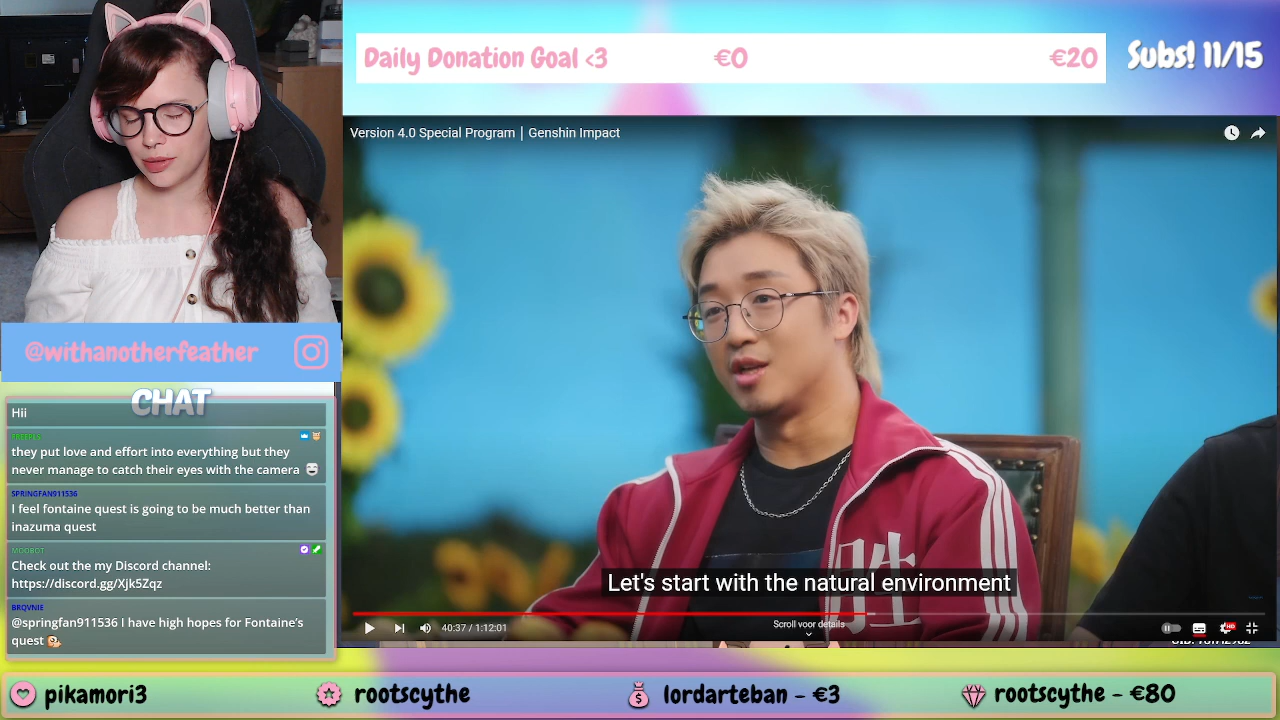 Daily Donation Goal <3 €0 €20
Subs! 11/15
Version 4.0 Special Program | Genshin Impact
@withanotherfeather
CHAT
Hii
they put love and effort into everything but they
never manage to catch their eyes with the camera
SPRINGFAN911536
I feel fontaine quest is going to be much better than
inazuma quest
MOOBOT
Check out the my Discord channel:
https://discord.gg/Xjk5Zqz
BRQVNIE
@springfan911536 I have high hopes for Fontaine's
quest
胜
Let's start with the natural environment
40:37 / 1:12:01
Scroll voor details
HD
pikamori3
rootscythe
lordarteban - €3
rootscythe - €80